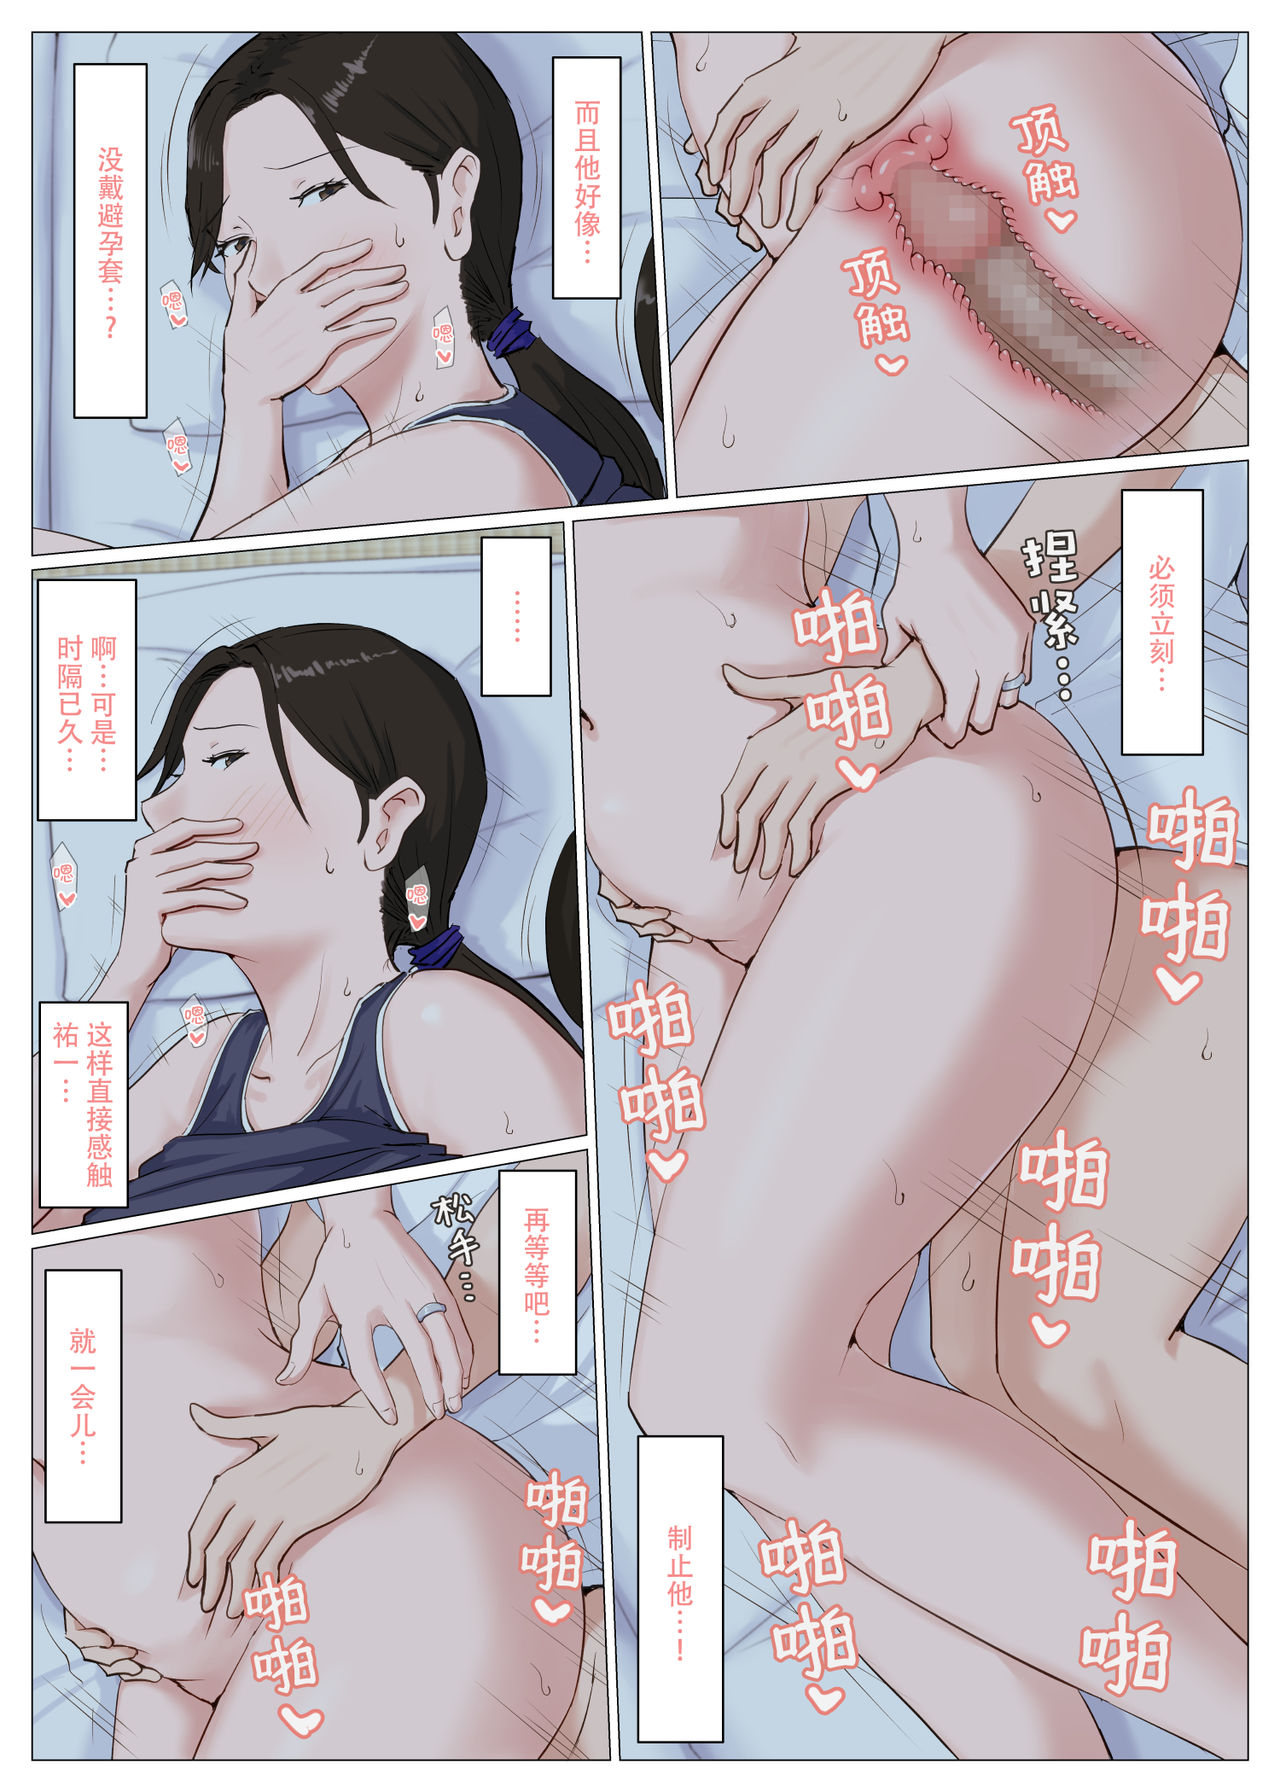 顶
触
顶
触
而且他好像…
没戴避孕套…?
嗯
嗯
嗯
必须立刻…
捏紧…
啪
啪
啪
啪
啪
啪
啪
啪
啪
啪
啪
啪
制止他…!
……
啊…可是…
时隔已久…
嗯
嗯
嗯
这样直接感触
祐一…
再等等吧…
松手…
就一会儿…
啪
啪
啪
啪